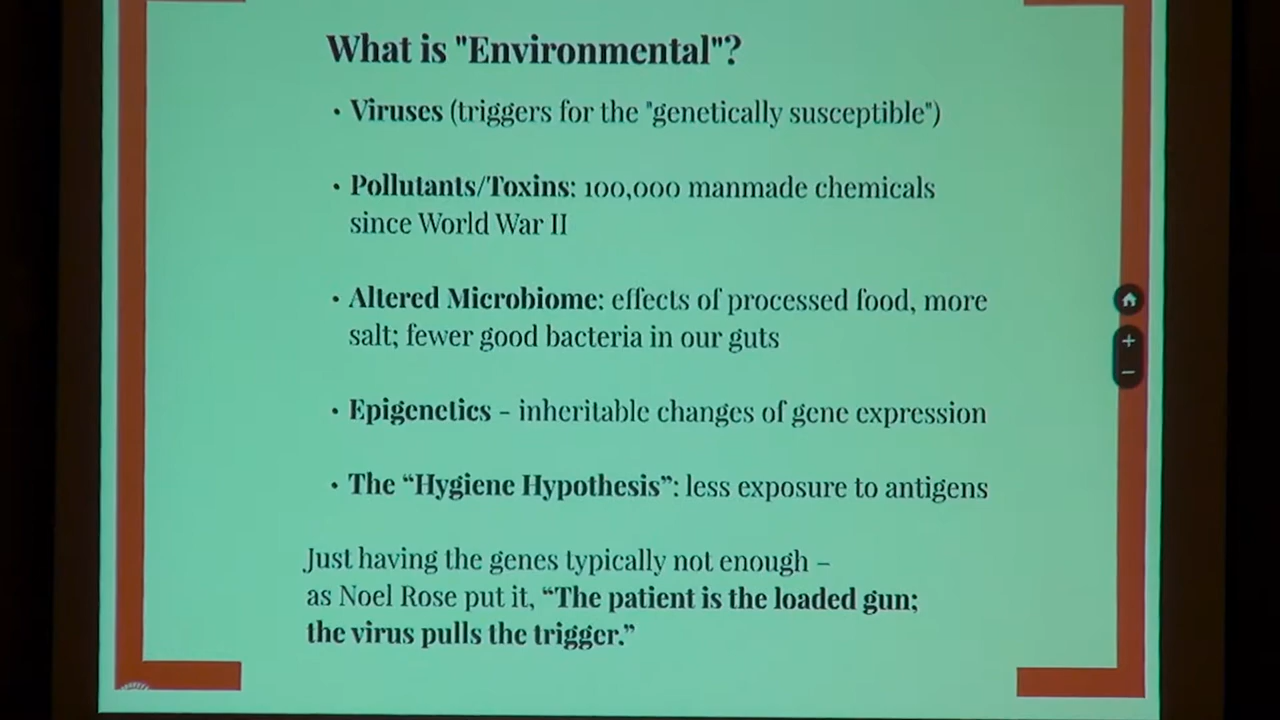 What is "Environmental"?
• Viruses (triggers for the "genetically susceptible")
• Pollutants/Toxins: 100,000 manmade chemicals
since World War II
• Altered Microbiome: effects of processed food, more
salt; fewer good bacteria in our guts
• Epigenetics – inheritable changes of gene expression
• The “Hygiene Hypothesis”: less exposure to antigens
Just having the genes typically not enough –
as Noel Rose put it, “The patient is the loaded gun;
the virus pulls the trigger.”